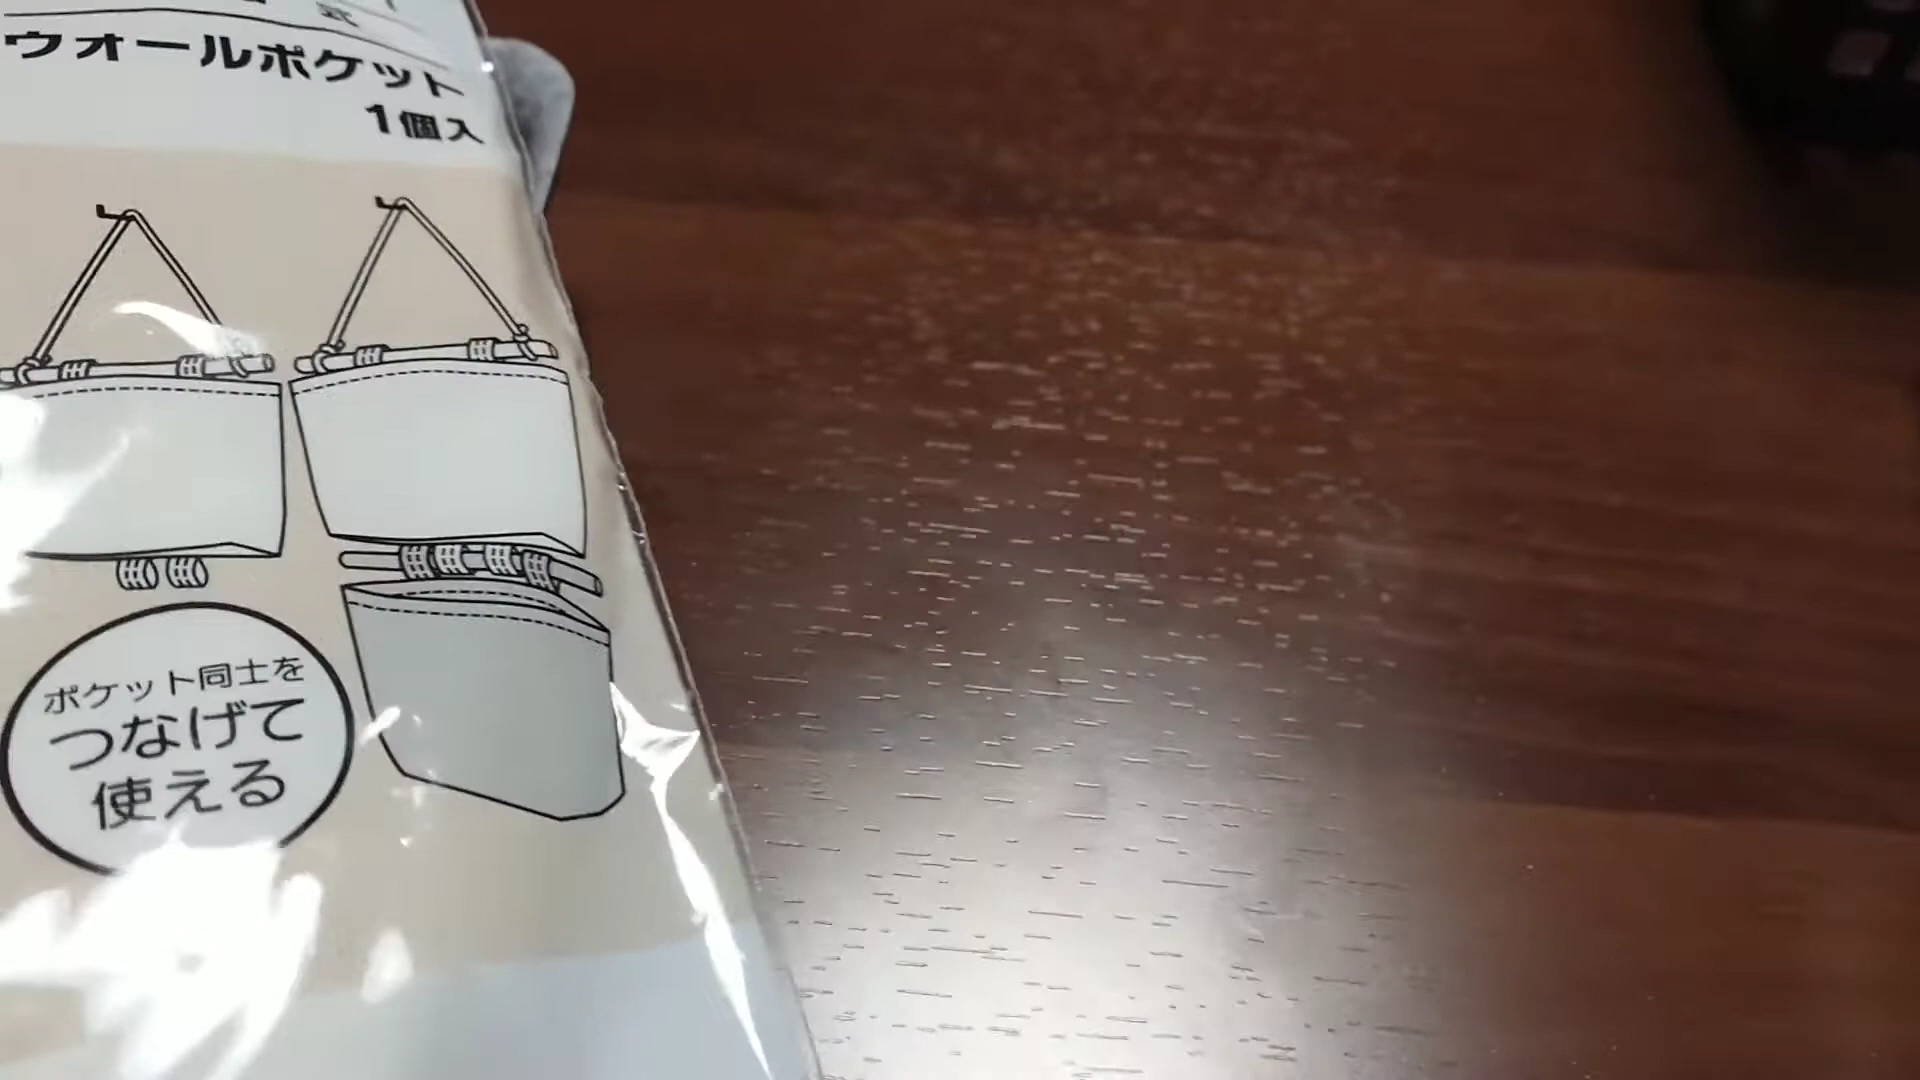 式
ウォールポケット
1個入
ポケット同士を
つなげて
使える